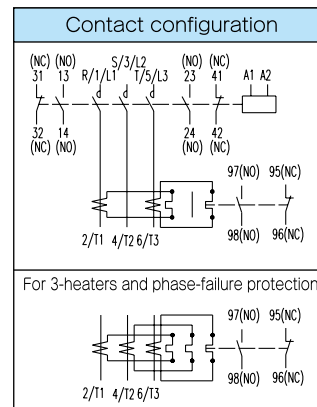 Contact configuration
S/3/L2
(NC) (NO) (NO) (NC)
31 13 R/1/L1 T/5/L3 23 41 A1 A2
32 14 24 42
(NC) (NO) (NO) (NC)
97(NO) 95(NC)
2/T1 4/T2 6/T3 98(NO) 96(NC)
For 3-heaters and phase-failure protection
97(NO) 95(NC)
2/T1 4/T2 6/T3 98(NO) 96(NC)